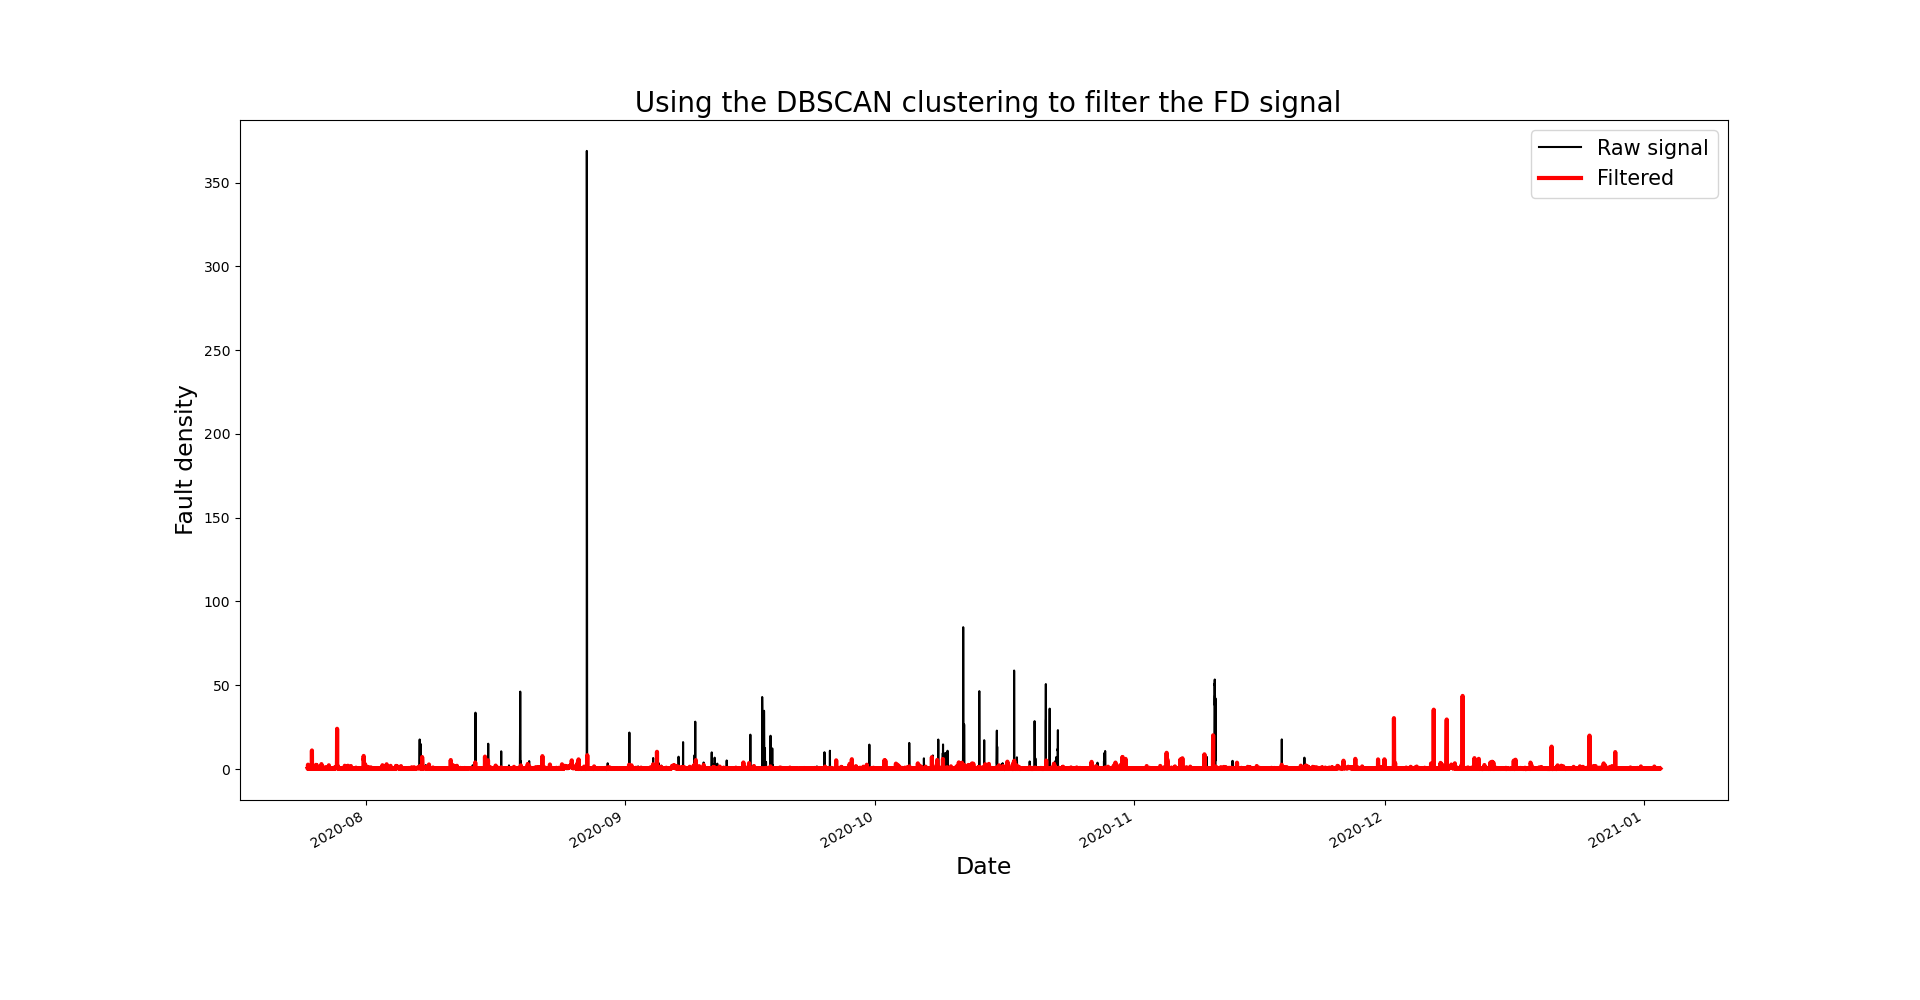 Using the DBSCAN clustering to filter the FD signal
Raw signal
Filtered
Fault density
350
300
250
200
150
100
50
0
2020-08
2020-09
2020-10
2020-11
2020-12
2021-01
Date